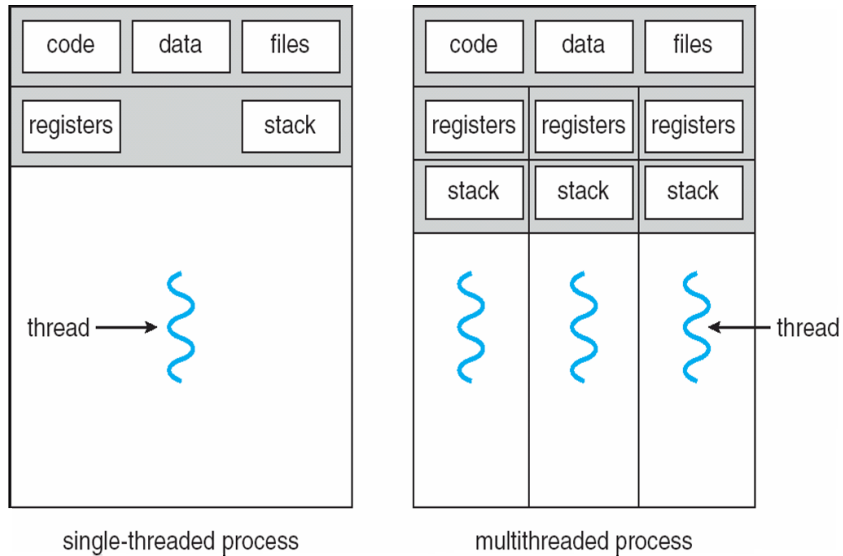 code data files
registers stack
thread
single-threaded process
code data files
registers registers registers
stack stack stack
thread
multithreaded process